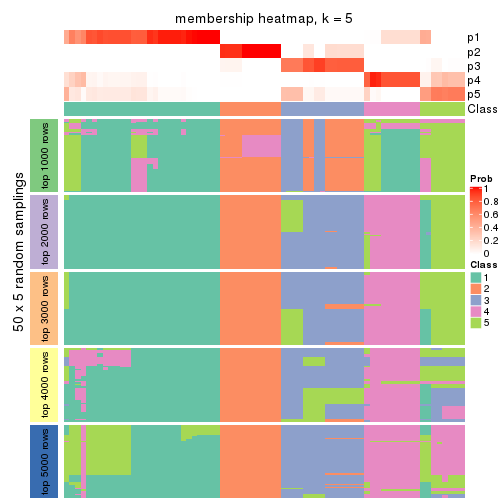 membership heatmap, k = 5
p1
p2
p3
p4
p5
Class
50 x 5 random samplings
top 1000 rows
top 2000 rows
top 3000 rows
top 4000 rows
top 5000 rows
Prob
1
0.8
0.6
0.4
0.2
0
Class
1
2
3
4
5